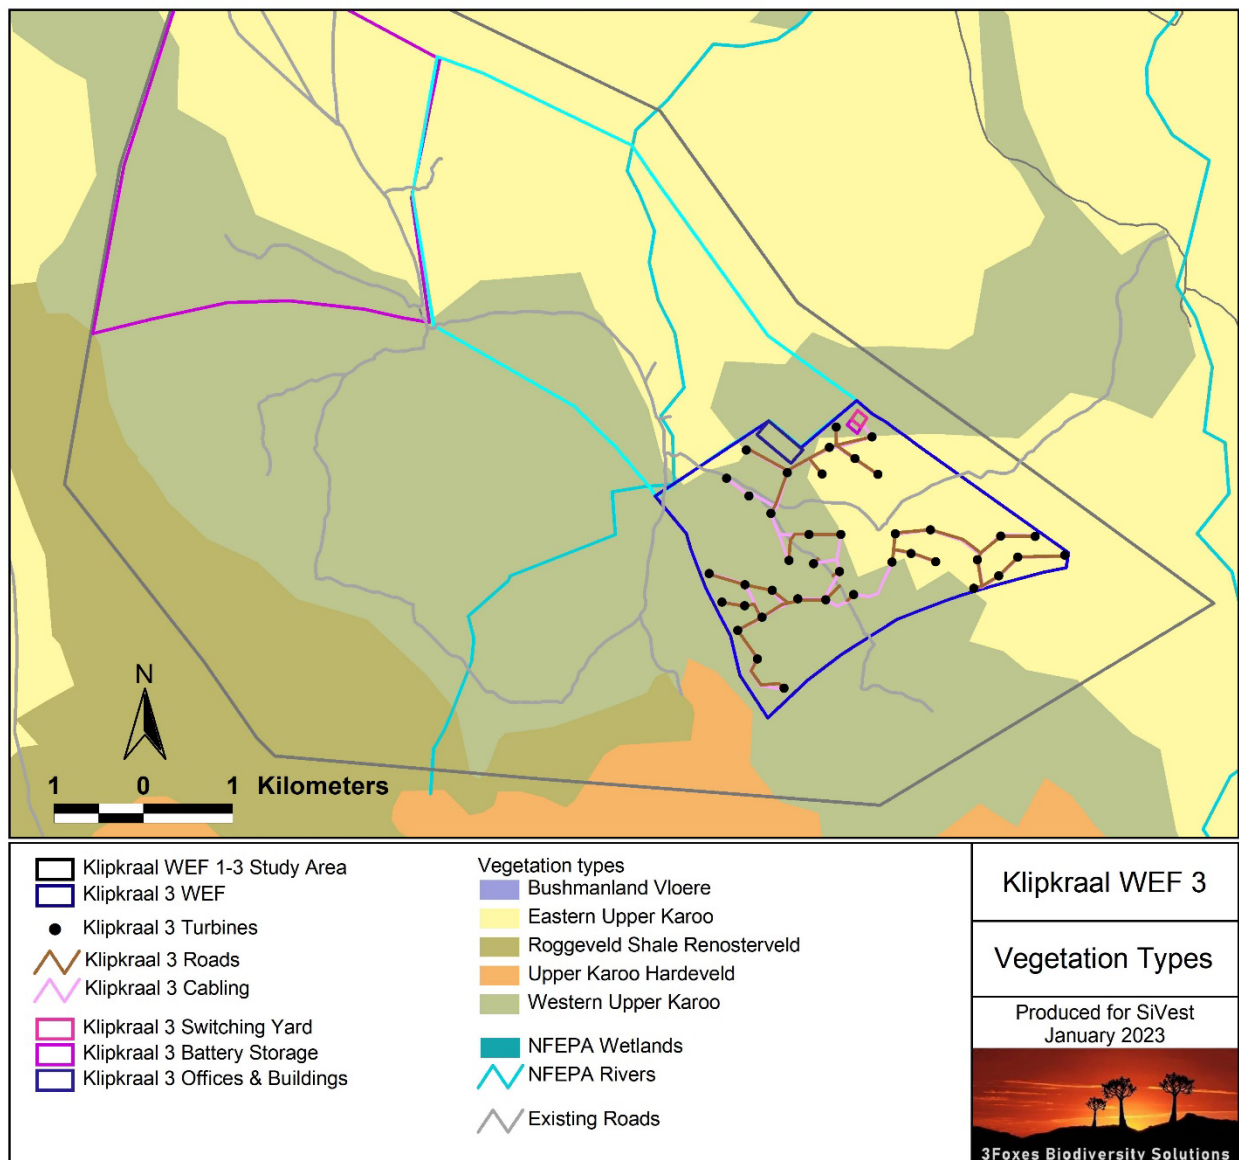 N
1 0 1 Kilometers
Klipkraal WEF 1-3 Study Area
Klipkraal 3 WEF
Klipkraal 3 Turbines
Klipkraal 3 Roads
Klipkraal 3 Cabling
Klipkraal 3 Switching Yard
Klipkraal 3 Battery Storage
Klipkraal 3 Offices & Buildings
Vegetation types
Bushmanland Vloere
Eastern Upper Karoo
Roggeveld Shale Renosterveld
Upper Karoo Hardeveld
Western Upper Karoo
NFEPA Wetlands
NFEPA Rivers
Existing Roads
Klipkraal WEF 3
Vegetation Types
Produced for SiVest
January 2023
3Foxes Biodiversity Solutions